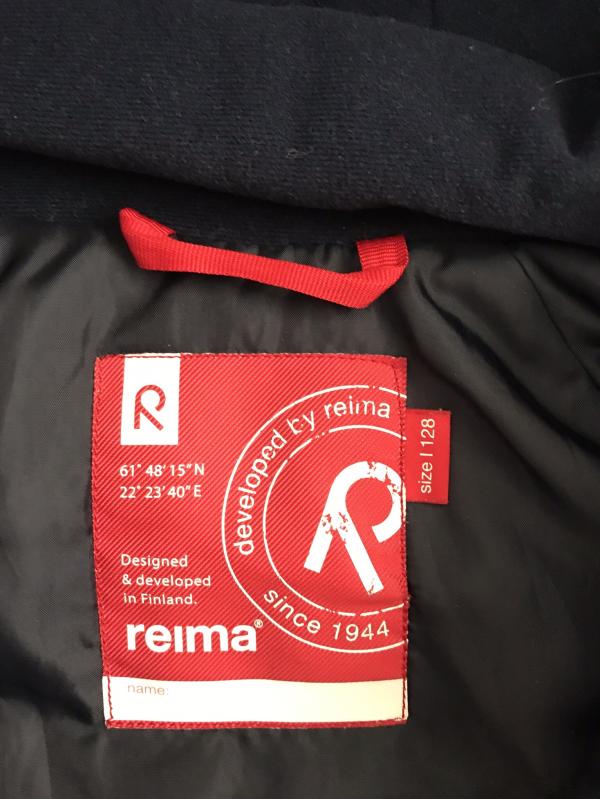 R
61° 48' 15" N
22° 23' 40" E
Designed
& developed
in Finland.
reima®
name:
developed by reima
R
since 1944
size | 128